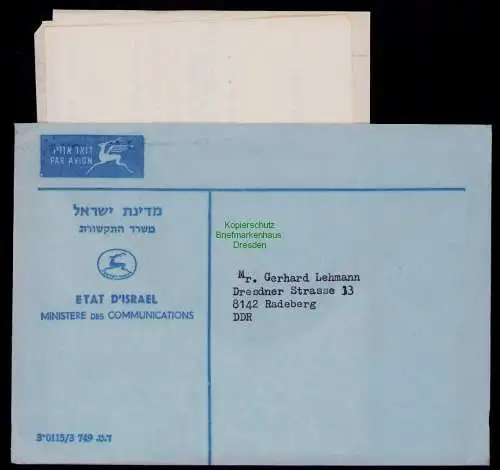 דואר אויר
PAR AVION
מדינת ישראל
משרד התקשורת
ETAT D'ISRAEL
MINISTERE DES COMMUNICATIONS
Kopierschutz
Briefmarkenhaus
Dresden
Mr. Gerhard Lehmann
Dresdner Strasse 13
8142 Radeberg
DDR